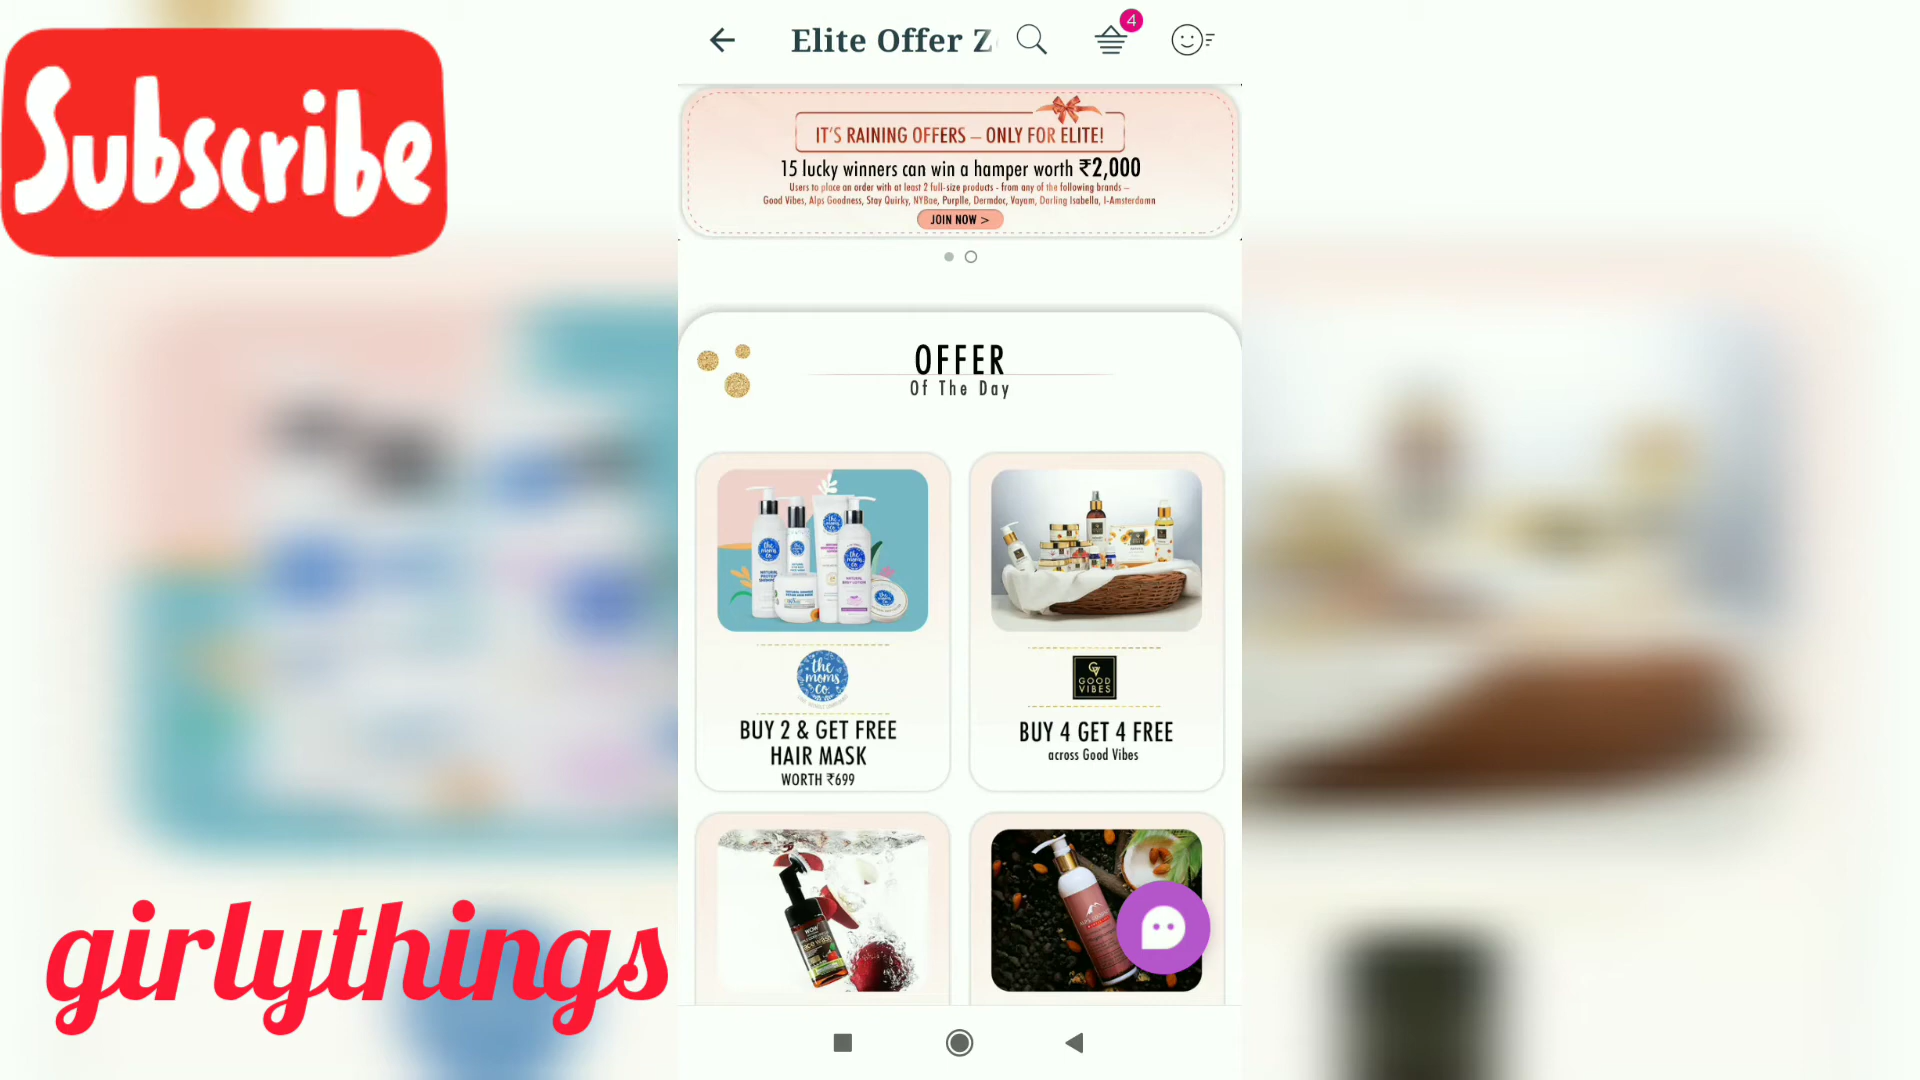 Subscribe
Elite Offer Z
4
IT'S RAINING OFFERS – ONLY FOR ELITE!
15 lucky winners can win a hamper worth ₹2,000
Users to place an order with at least 2 full-size products - from any of the following brands –
Good Vibes, Alps Goodness, Stay Quirky, NYBae, Purplle, Dermdoc, Vayam, Darling Isabella, I-Amsterdamn
JOIN NOW >
OFFER
Of The Day
the
moms
co.
GV
GOOD
VIBES
BUY 2 & GET FREE
HAIR MASK
WORTH ₹699
BUY 4 GET 4 FREE
across Good Vibes
WOW
face wash
girlythings